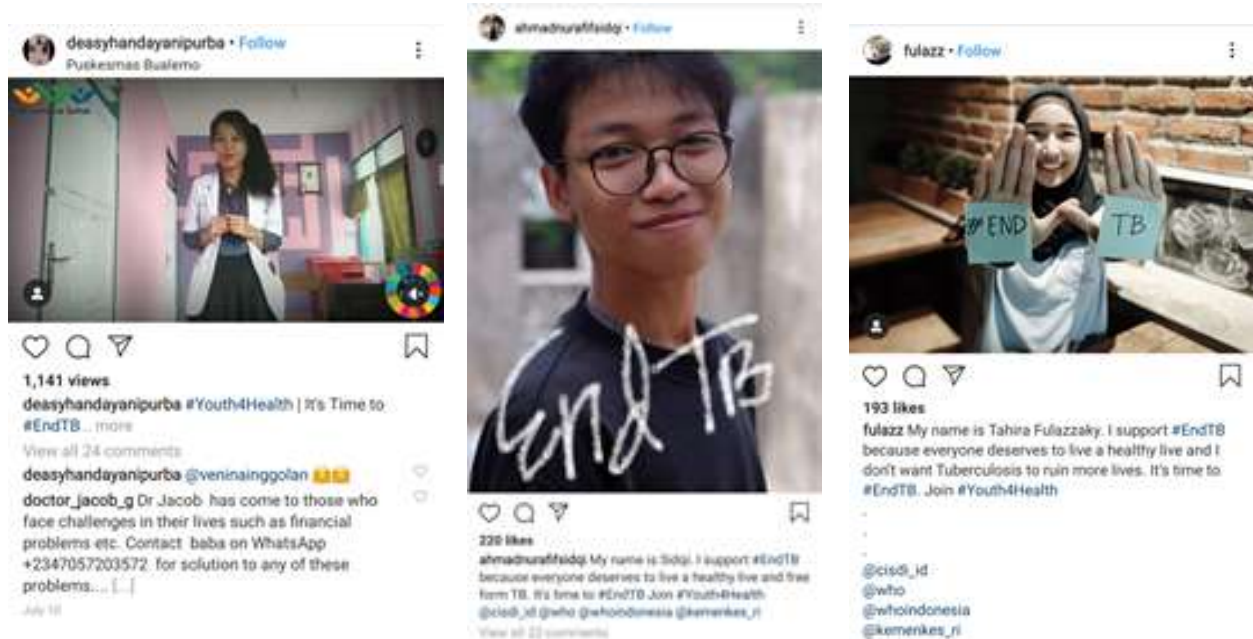 deasyhandayanipurba • Follow
Puskesmas Bualemo
1,141 views
deasyhandayanipurba #Youth4Health | It's Time to
#EndTB... more
View all 24 comments
deasyhandayanipurba @veninainggolan
doctor_jacob_g Dr Jacob has come to those who
face challenges in their lives such as financial
problems etc. Contact baba on WhatsApp
+2347057203572 for solution to any of these
problems.... [...]
July 10
ahmadnurafifsidqi • Follow
End TB
220 likes
ahmadnurafifsidqi My name is Sidqi. I support #EndTB
because everyone deserves to live a healthy live and free
form TB. It's time to #EndTB Join #Youth4Health
@cisdi_id @who @whoindonesia @kemenkes_ri
View all 22 comments
fulazz • Follow
#END TB
193 likes
fulazz My name is Tahira Fulazzaky. I support #EndTB
because everyone deserves to live a healthy live and I
don't want Tuberculosis to ruin more lives. It's time to
#EndTB. Join #Youth4Health
.
.
.
@cisdi_id
@who
@whoindonesia
@kemenkes_ri